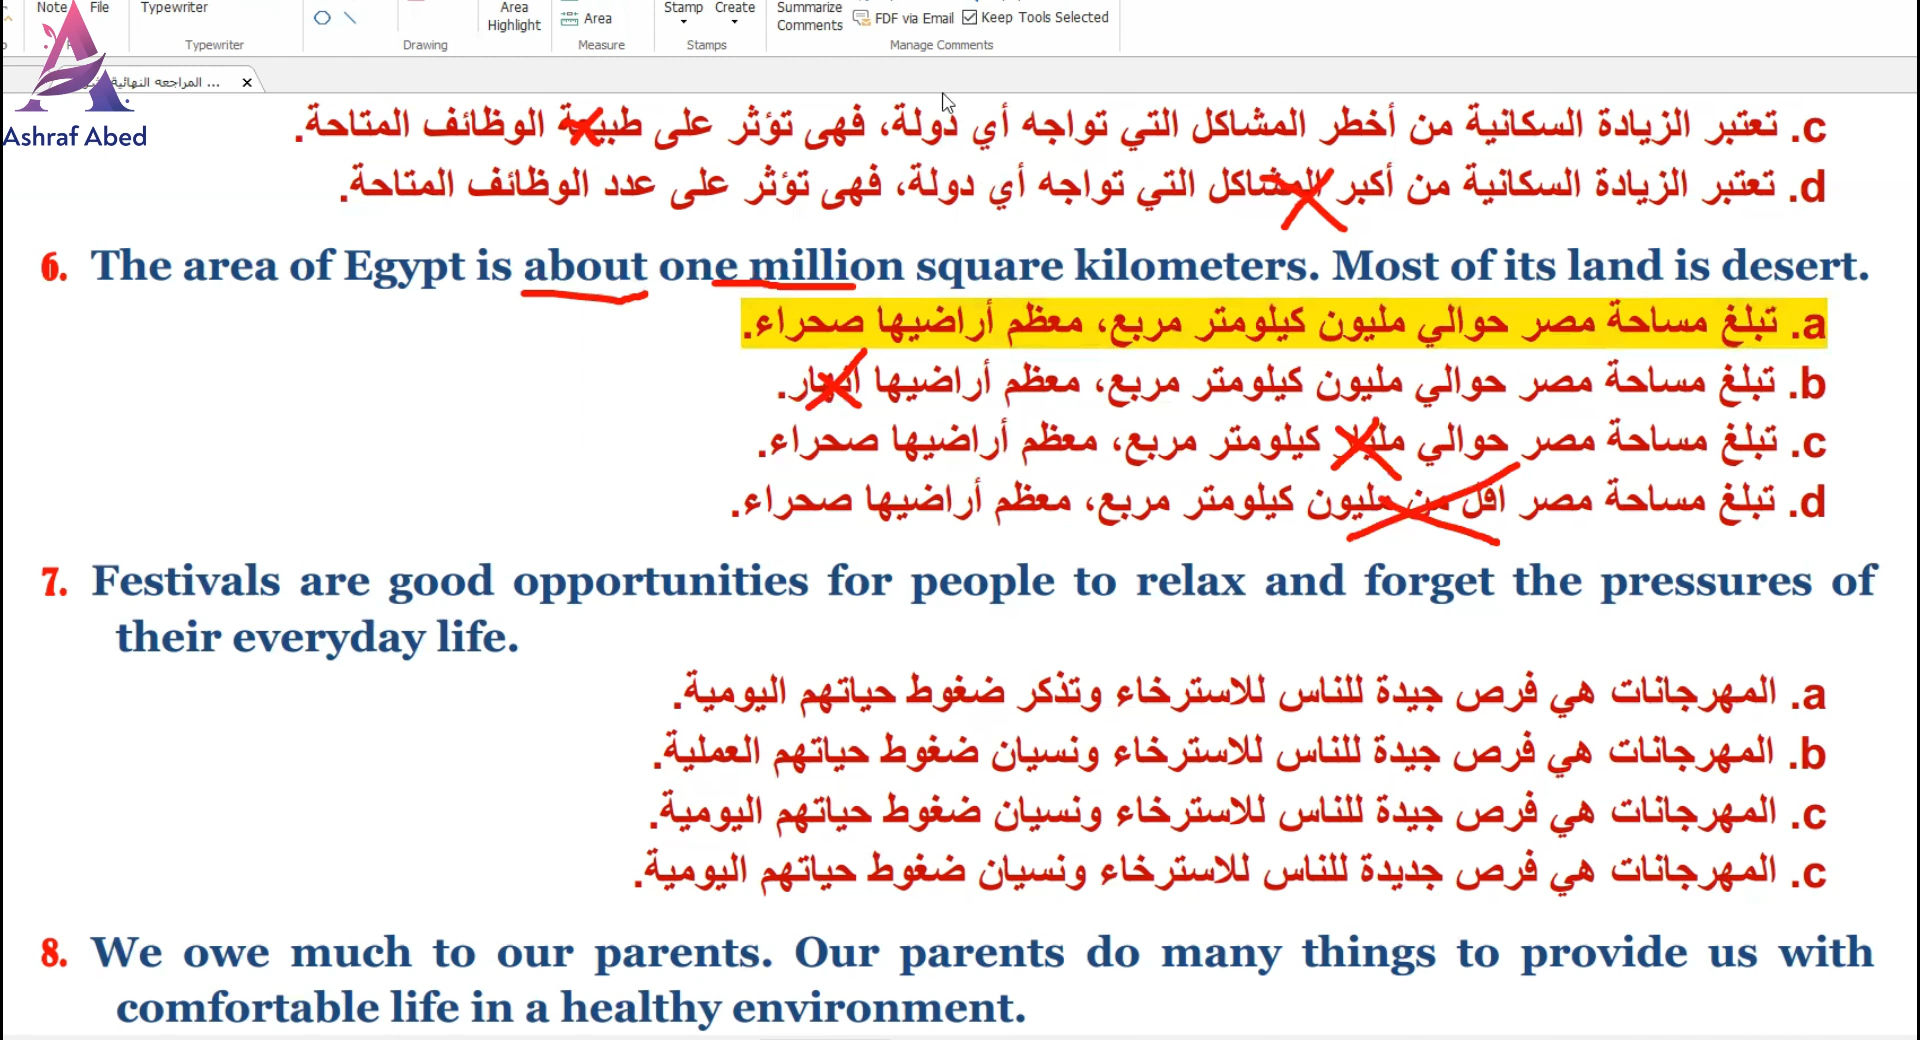 Note File Typewriter Area Highlight Area Stamp Create Summarize Comments FDF via Email Keep Tools Selected
Typewriter Drawing Measure Stamps Manage Comments
... المراجعه النهائية
Ashraf Abed
c. تعتبر الزيادة السكانية من أخطر المشاكل التي تواجه أي دولة، فهى تؤثر على طبيعة الوظائف المتاحة.
d. تعتبر الزيادة السكانية من أكبر المشاكل التي تواجه أي دولة، فهى تؤثر على عدد الوظائف المتاحة.
6. The area of Egypt is about one million square kilometers. Most of its land is desert.
a. تبلغ مساحة مصر حوالي مليون كيلومتر مربع، معظم أراضيها صحراء.
b. تبلغ مساحة مصر حوالي مليون كيلومتر مربع، معظم أراضيها انهار.
c. تبلغ مساحة مصر حوالي مليار كيلومتر مربع، معظم أراضيها صحراء.
d. تبلغ مساحة مصر اقل من مليون كيلومتر مربع، معظم أراضيها صحراء.
7. Festivals are good opportunities for people to relax and forget the pressures of
their everyday life.
a. المهرجانات هي فرص جيدة للناس للاسترخاء وتذكر ضغوط حياتهم اليومية.
b. المهرجانات هي فرص جيدة للناس للاسترخاء ونسيان ضغوط حياتهم العملية.
c. المهرجانات هي فرص جيدة للناس للاسترخاء ونسيان ضغوط حياتهم اليومية.
c. المهرجانات هي فرص جديدة للناس للاسترخاء ونسيان ضغوط حياتهم اليومية.
8. We owe much to our parents. Our parents do many things to provide us with
comfortable life in a healthy environment.